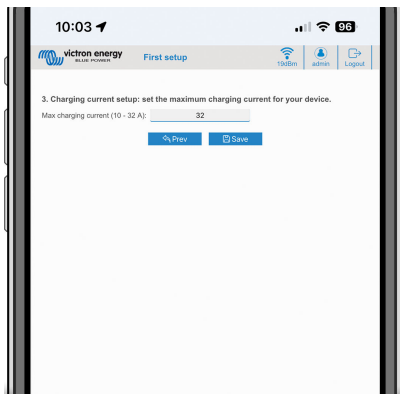 10:03
96
victron energy
BLUE POWER
First setup
19dBm
admin
Logout
3. Charging current setup: set the maximum charging current for your device.
Max charging current (10 - 32 A):
32
Prev
Save